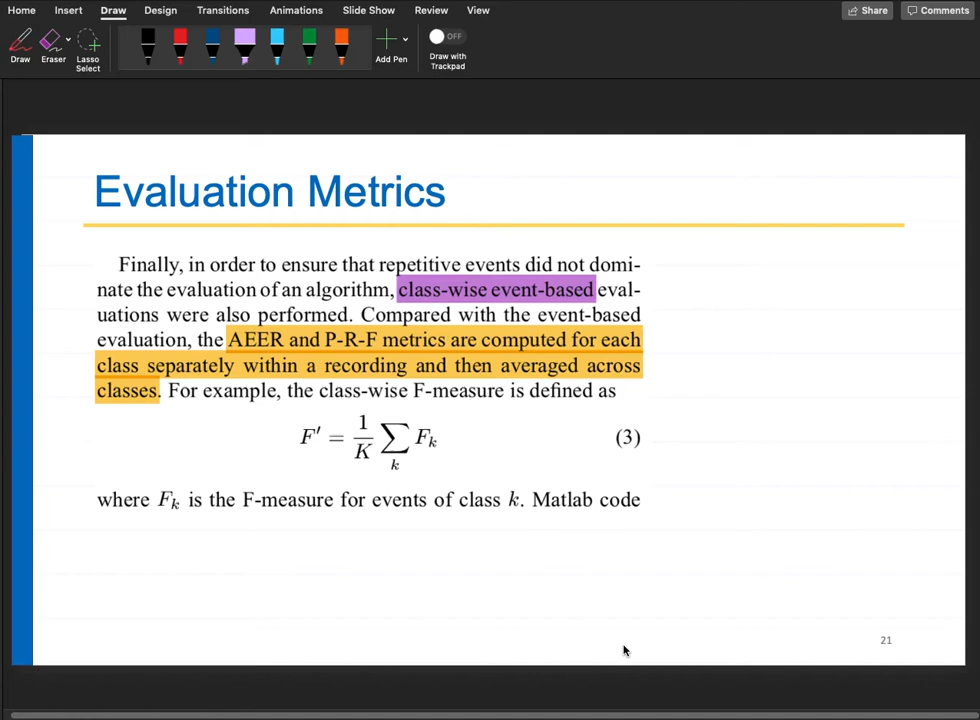 Home Insert Draw Design Transitions Animations Slide Show Review View Share Comments
OFF
Draw Eraser Lasso Select Add Pen Draw with Trackpad
Evaluation Metrics
Finally, in order to ensure that repetitive events did not domi-
nate the evaluation of an algorithm, class-wise event-based eval-
uations were also performed. Compared with the event-based
evaluation, the AEER and P-R-F metrics are computed for each
class separately within a recording and then averaged across
classes. For example, the class-wise F-measure is defined as
F′ = 1/K ∑_k F_k (3)
where F_k is the F-measure for events of class k. Matlab code
21